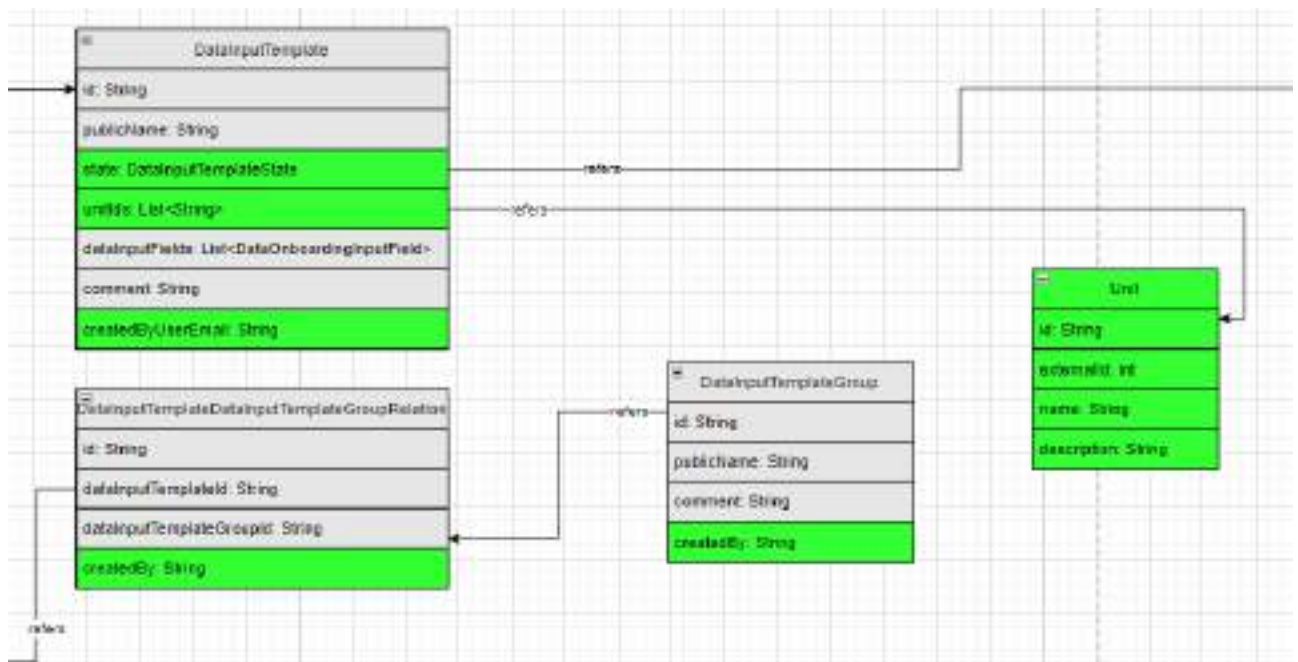 DataInputTemplate
id: String
publicName: String
state: DataInputTemplateState
refers
unitIds: List<String>
refers
dataInputFields: List<DataOnboardingInputField>
comment: String
createdByUserEmail: String
Unit
id: String
externalId: int
name: String
description: String
DataInputTemplateGroup
id: String
publicName: String
comment: String
createdBy: String
refers
DataInputTemplateDataInputTemplateGroupRelation
id: String
dataInputTemplateId: String
dataInputTemplateGroupId: String
createdBy: String
refers